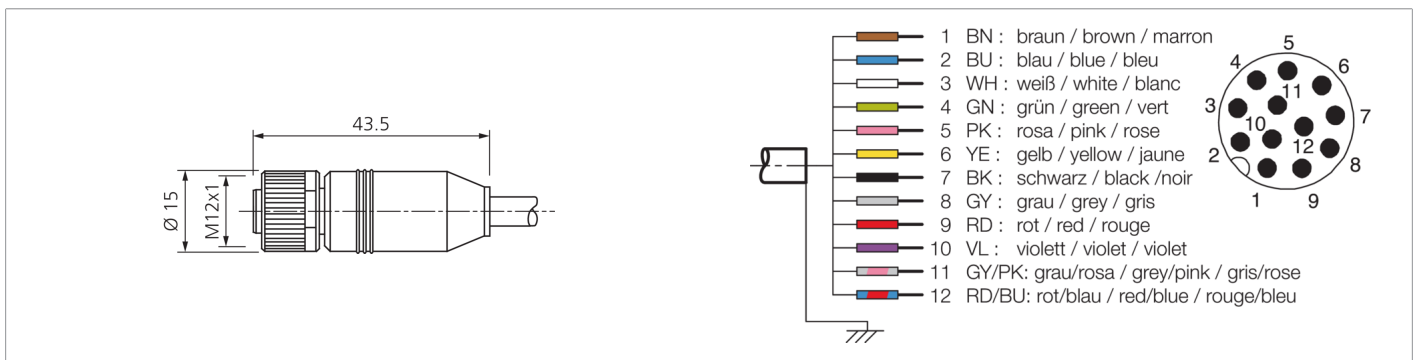 43.5
Ø 15
M12x1
1 BN : braun / brown / marron
2 BU : blau / blue / bleu
3 WH : weiß / white / blanc
4 GN : grün / green / vert
5 PK : rosa / pink / rose
6 YE : gelb / yellow / jaune
7 BK : schwarz / black /noir
8 GY : grau / grey / gris
9 RD : rot / red / rouge
10 VL : violett / violet / violet
11 GY/PK: grau/rosa / grey/pink / gris/rose
12 RD/BU: rot/blau / red/blue / rouge/bleu
5
4 6
11
3 7
10
12
2 8
1 9